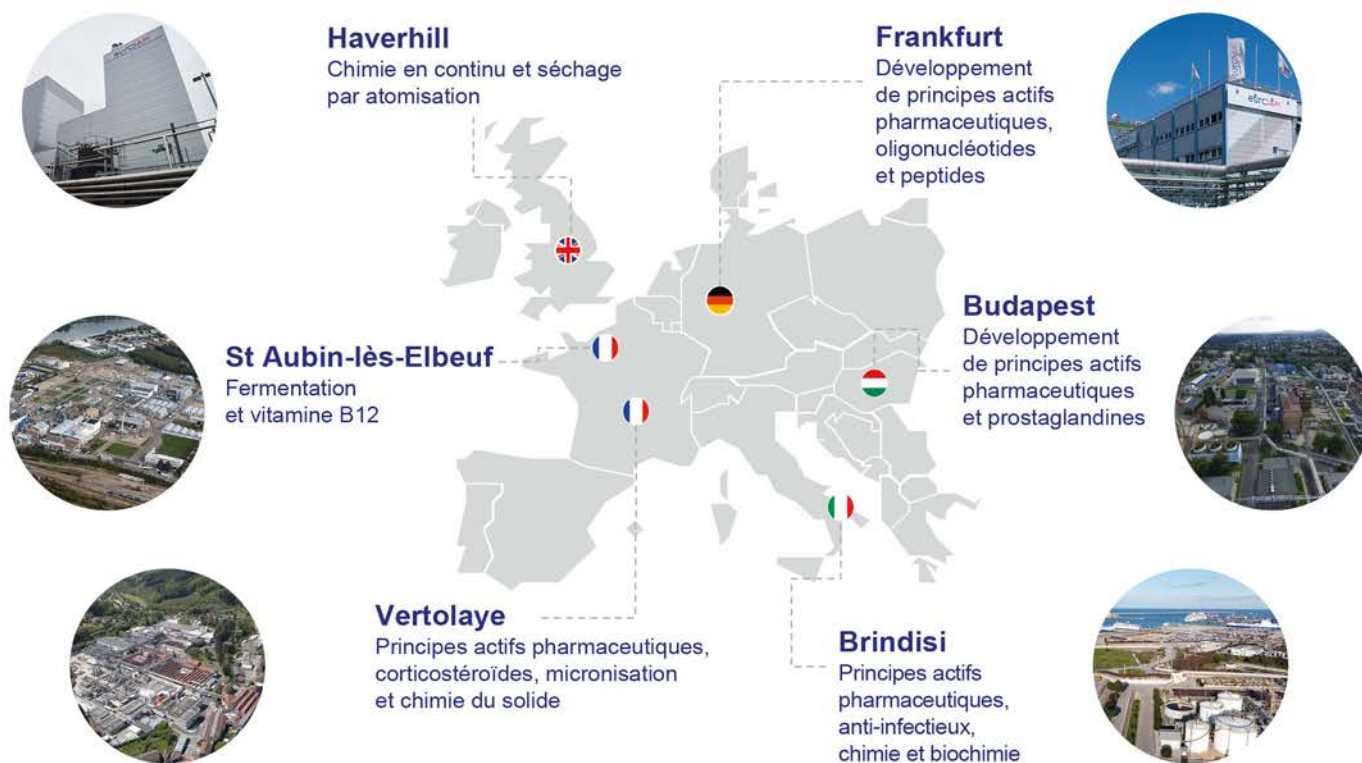 Haverhill
Chimie en continu et séchage
par atomisation
Frankfurt
Développement
de principes actifs
pharmaceutiques,
oligonucléotides
et peptides
St Aubin-lès-Elbeuf
Fermentation
et vitamine B12
Budapest
Développement
de principes actifs
pharmaceutiques
et prostaglandines
Vertolaye
Principes actifs pharmaceutiques,
corticostéroïdes, micronisation
et chimie du solide
Brindisi
Principes actifs
pharmaceutiques,
anti-infectieux,
chimie et biochimie